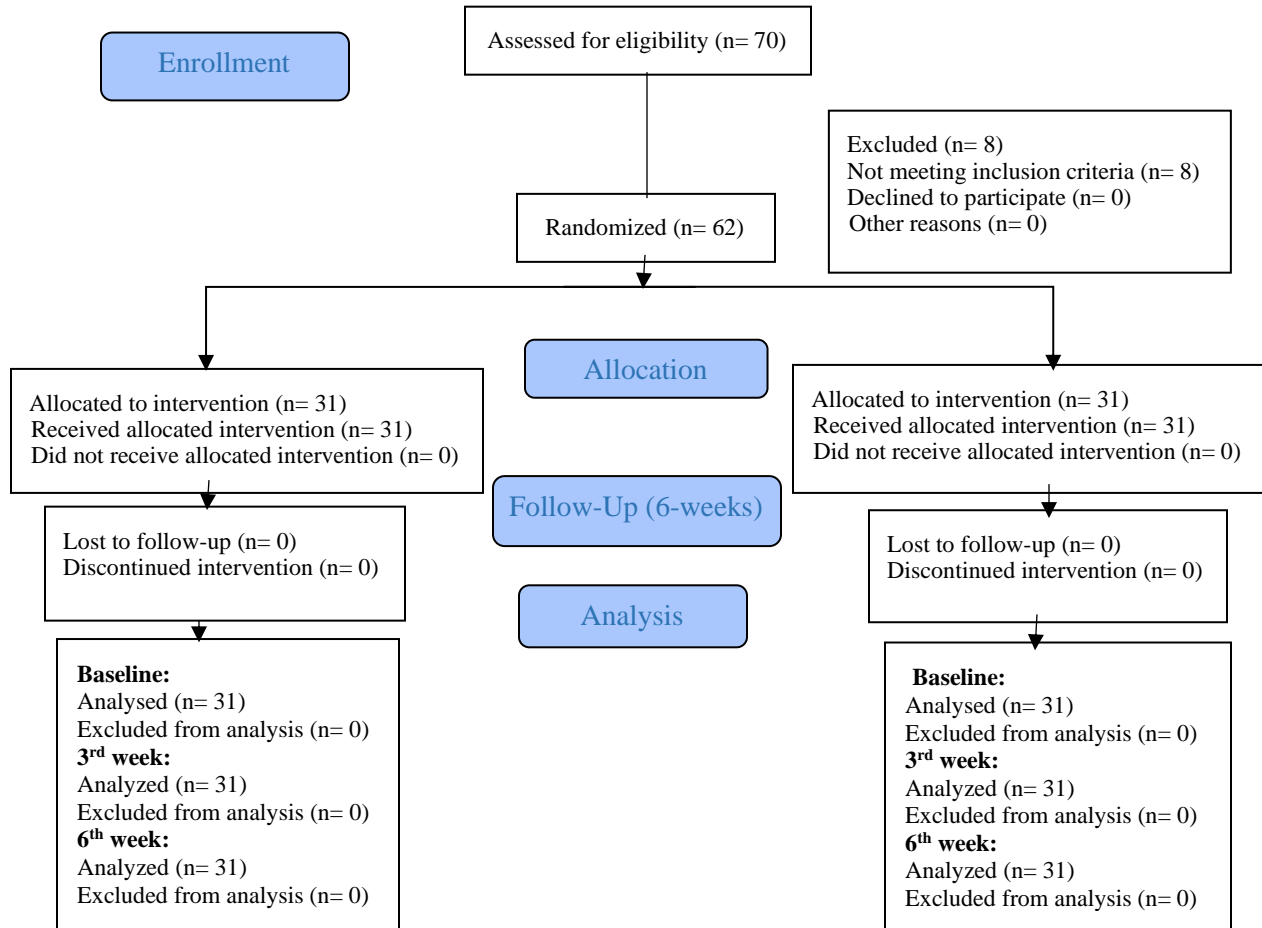 Enrollment
Assessed for eligibility (n= 70)
Excluded (n= 8)
Not meeting inclusion criteria (n= 8)
Declined to participate (n= 0)
Other reasons (n= 0)
Randomized (n= 62)
Allocation
Allocated to intervention (n= 31)
Received allocated intervention (n= 31)
Did not receive allocated intervention (n= 0)
Allocated to intervention (n= 31)
Received allocated intervention (n= 31)
Did not receive allocated intervention (n= 0)
Follow-Up (6-weeks)
Lost to follow-up (n= 0)
Discontinued intervention (n= 0)
Lost to follow-up (n= 0)
Discontinued intervention (n= 0)
Analysis
Baseline:
Analysed (n= 31)
Excluded from analysis (n= 0)
3rd week:
Analyzed (n= 31)
Excluded from analysis (n= 0)
6th week:
Analyzed (n= 31)
Excluded from analysis (n= 0)
Baseline:
Analysed (n= 31)
Excluded from analysis (n= 0)
3rd week:
Analyzed (n= 31)
Excluded from analysis (n= 0)
6th week:
Analyzed (n= 31)
Excluded from analysis (n= 0)